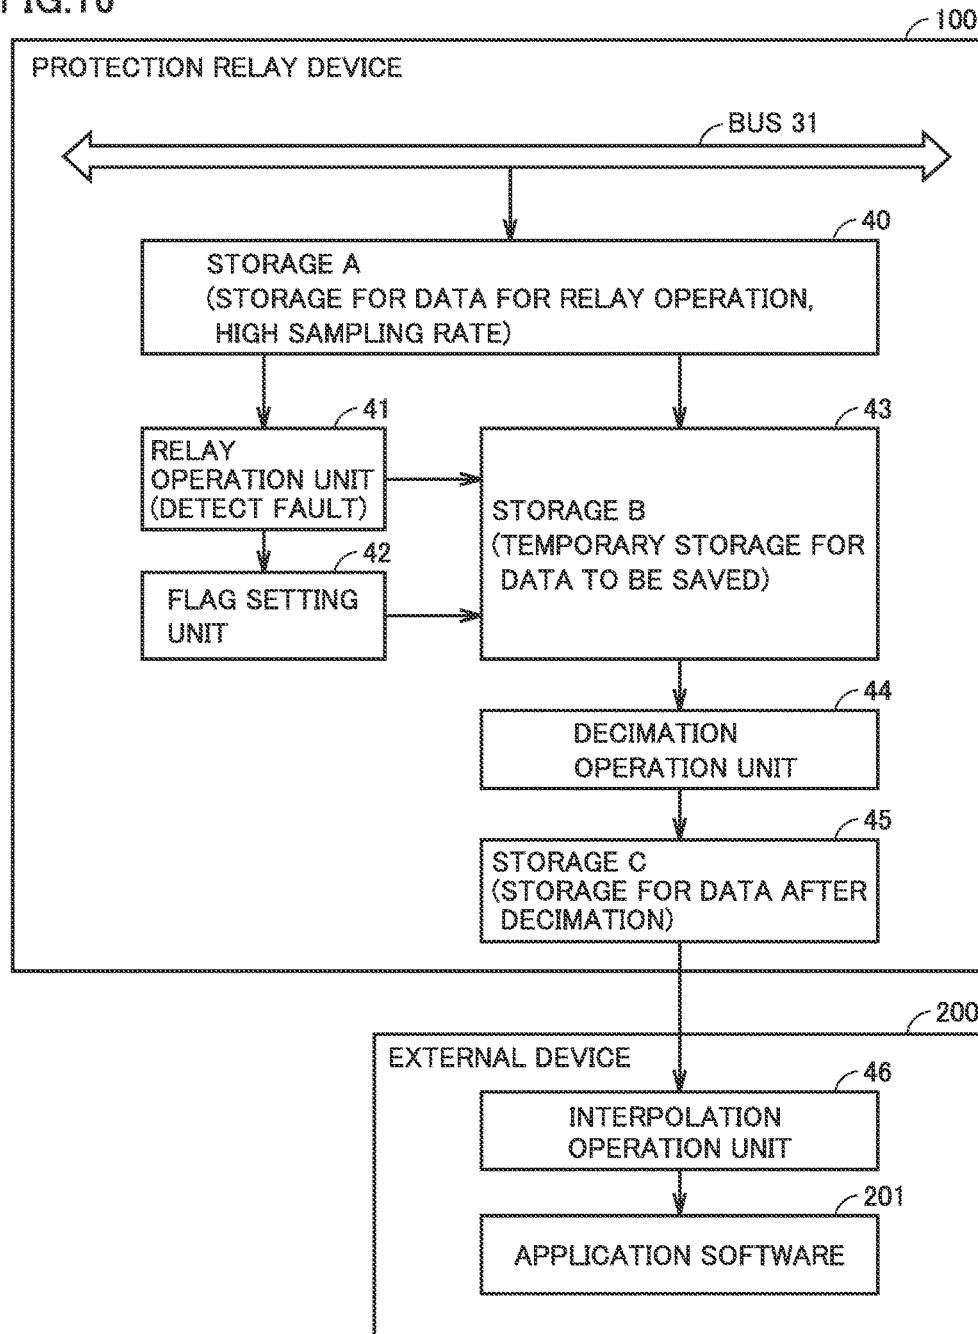 100
PROTECTION RELAY DEVICE
BUS 31
40
STORAGE A
(STORAGE FOR DATA FOR RELAY OPERATION,
HIGH SAMPLING RATE)
41
RELAY
OPERATION UNIT
(DETECT FAULT)
43
STORAGE B
(TEMPORARY STORAGE FOR
DATA TO BE SAVED)
42
FLAG SETTING
UNIT
44
DECIMATION
OPERATION UNIT
45
STORAGE C
(STORAGE FOR DATA AFTER
DECIMATION)
200
EXTERNAL DEVICE
46
INTERPOLATION
OPERATION UNIT
201
APPLICATION SOFTWARE